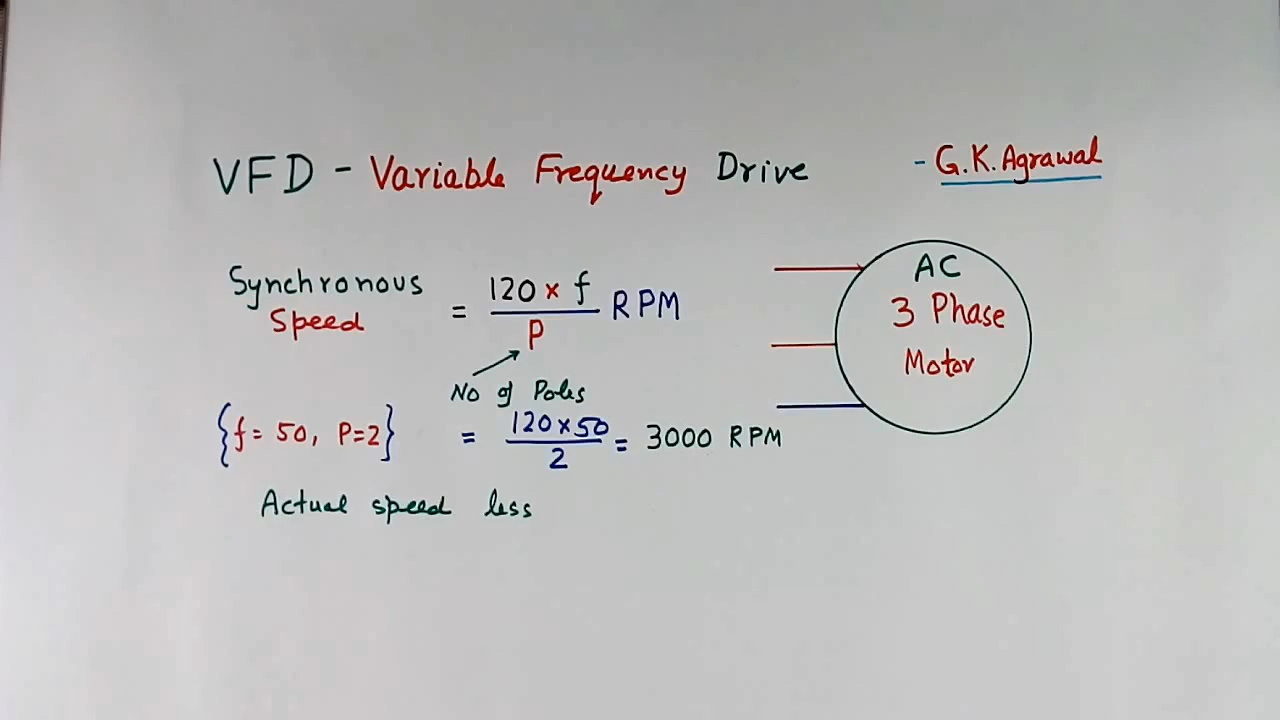 VFD - Variable Frequency Drive
- G.K. Agrawal
Synchronous
Speed
= 120 × f / P RPM
No of Poles
{f = 50, P=2} = 120 × 50 / 2 = 3000 RPM
Actual speed less
AC
3 Phase
Motor